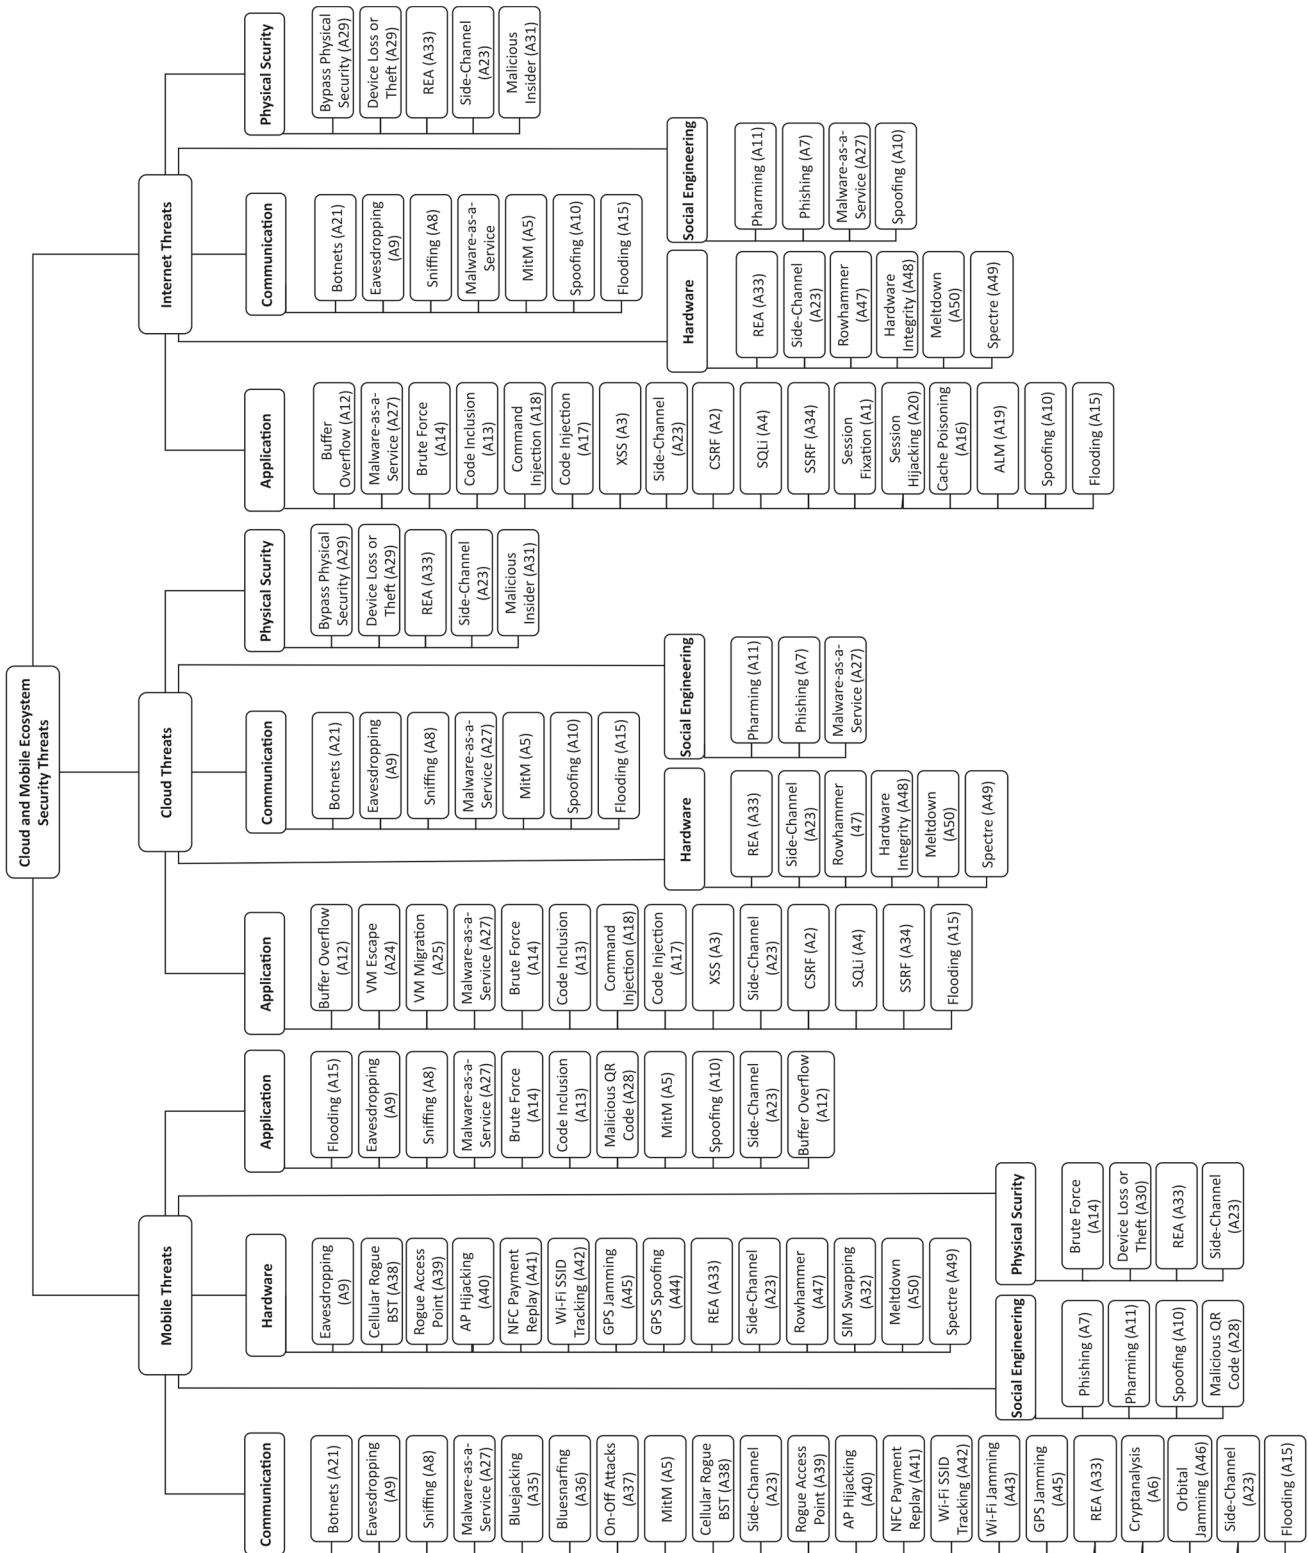 Cloud and Mobile Ecosystem
Security Threats
Mobile Threats
Communication
Botnets (A21)
Eavesdropping
(A9)
Sniffing (A8)
Malware-as-a-
Service (A27)
Bluejacking
(A35)
Bluesnarfing
(A36)
On-Off Attacks
(A37)
MitM (A5)
Cellular Rogue
BST (A38)
Side-Channel
(A23)
Rogue Access
Point (A39)
AP Hijacking
(A40)
NFC Payment
Replay (A41)
Wi-Fi SSID
Tracking (A42)
Wi-Fi Jamming
(A43)
GPS Jamming
(A45)
REA (A33)
Cryptanalysis
(A6)
Orbital
Jamming (A46)
Side-Channel
(A23)
Flooding (A15)
Hardware
Eavesdropping
(A9)
Cellular Rogue
BST (A38)
Rogue Access
Point (A39)
AP Hijacking
(A40)
NFC Payment
Replay (A41)
Wi-Fi SSID
Tracking (A42)
GPS Jamming
(A45)
GPS Spoofing
(A44)
REA (A33)
Side-Channel
(A23)
Rowhammer
(A47)
SIM Swapping
(A32)
Meltdown
(A50)
Spectre (A49)
Application
Flooding (A15)
Eavesdropping
(A9)
Sniffing (A8)
Malware-as-a-
Service (A27)
Brute Force
(A14)
Code Inclusion
(A13)
Malicious QR
Code (A28)
MitM (A5)
Spoofing (A10)
Side-Channel
(A23)
Buffer Overflow
(A12)
Social Engineering
Phishing (A7)
Pharming (A11)
Spoofing (A10)
Malicious QR
Code (A28)
Physical Scurity
Brute Force
(A14)
Device Loss or
Theft (A30)
REA (A33)
Side-Channel
(A23)
Cloud Threats
Application
Buffer Overflow
(A12)
VM Escape
(A24)
VM Migration
(A25)
Malware-as-a-
Service (A27)
Brute Force
(A14)
Code Inclusion
(A13)
Command
Injection (A18)
Code Injection
(A17)
XSS (A3)
Side-Channel
(A23)
CSRF (A2)
SQLi (A4)
SSRF (A34)
Flooding (A15)
Communication
Botnets (A21)
Eavesdropping
(A9)
Sniffing (A8)
Malware-as-a-
Service (A27)
MitM (A5)
Spoofing (A10)
Flooding (A15)
Physical Scurity
Bypass Physical
Security (A29)
Device Loss or
Theft (A29)
REA (A33)
Side-Channel
(A23)
Malicious
Insider (A31)
Hardware
REA (A33)
Side-Channel
(A23)
Rowhammer
(47)
Hardware
Integrity (A48)
Meltdown
(A50)
Spectre (A49)
Social Engineering
Pharming (A11)
Phishing (A7)
Malware-as-a-
Service (A27)
Internet Threats
Application
Buffer
Overflow (A12)
Malware-as-a-
Service (A27)
Brute Force
(A14)
Code Inclusion
(A13)
Command
Injection (A18)
Code Injection
(A17)
XSS (A3)
Side-Channel
(A23)
CSRF (A2)
SQLi (A4)
SSRF (A34)
Session
Fixation (A1)
Session
Hijacking (A20)
Cache Poisoning
(A16)
ALM (A19)
Spoofing (A10)
Flooding (A15)
Communication
Botnets (A21)
Eavesdropping
(A9)
Sniffing (A8)
Malware-as-a-
Service
MitM (A5)
Spoofing (A10)
Flooding (A15)
Physical Scurity
Bypass Physical
Security (A29)
Device Loss or
Theft (A29)
REA (A33)
Side-Channel
(A23)
Malicious
Insider (A31)
Hardware
REA (A33)
Side-Channel
(A23)
Rowhammer
(A47)
Hardware
Integrity (A48)
Meltdown
(A50)
Spectre (A49)
Social Engineering
Pharming (A11)
Phishing (A7)
Malware-as-a-
Service (A27)
Spoofing (A10)